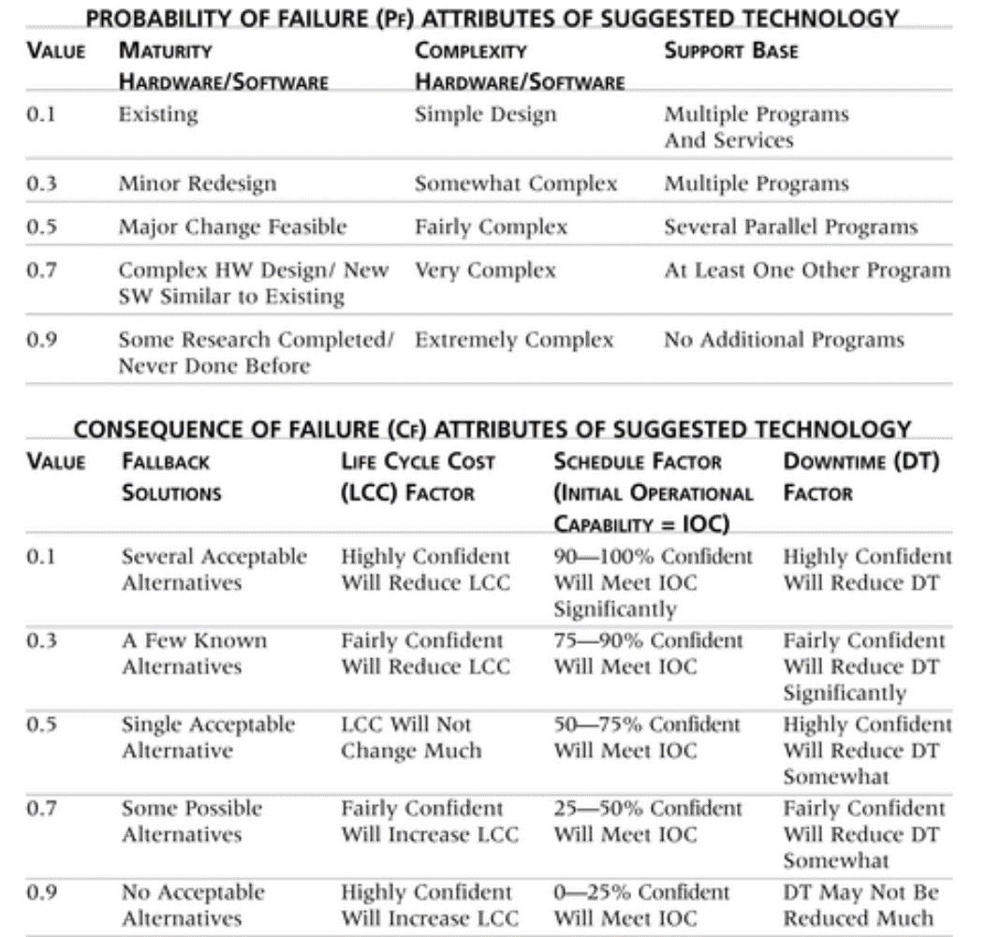 PROBABILITY OF FAILURE (PF) ATTRIBUTES OF SUGGESTED TECHNOLOGY
VALUE MATURITY COMPLEXITY SUPPORT BASE
HARDWARE/SOFTWARE HARDWARE/SOFTWARE
0.1 Existing Simple Design Multiple Programs
And Services
0.3 Minor Redesign Somewhat Complex Multiple Programs
0.5 Major Change Feasible Fairly Complex Several Parallel Programs
0.7 Complex HW Design/ New Very Complex At Least One Other Program
SW Similar to Existing
0.9 Some Research Completed/ Extremely Complex No Additional Programs
Never Done Before
CONSEQUENCE OF FAILURE (CF) ATTRIBUTES OF SUGGESTED TECHNOLOGY
VALUE FALLBACK LIFE CYCLE COST SCHEDULE FACTOR DOWNTIME (DT)
SOLUTIONS (LCC) FACTOR (INITIAL OPERATIONAL FACTOR
CAPABILITY = IOC)
0.1 Several Acceptable Highly Confident 90—100% Confident Highly Confident
Alternatives Will Reduce LCC Will Meet IOC Will Reduce DT
Significantly
0.3 A Few Known Fairly Confident 75—90% Confident Fairly Confident
Alternatives Will Reduce LCC Will Meet IOC Will Reduce DT
Significantly
0.5 Single Acceptable LCC Will Not 50—75% Confident Highly Confident
Alternative Change Much Will Meet IOC Will Reduce DT
Somewhat
0.7 Some Possible Fairly Confident 25—50% Confident Fairly Confident
Alternatives Will Increase LCC Will Meet IOC Will Reduce DT
Somewhat
0.9 No Acceptable Highly Confident 0—25% Confident DT May Not Be
Alternatives Will Increase LCC Will Meet IOC Reduced Much